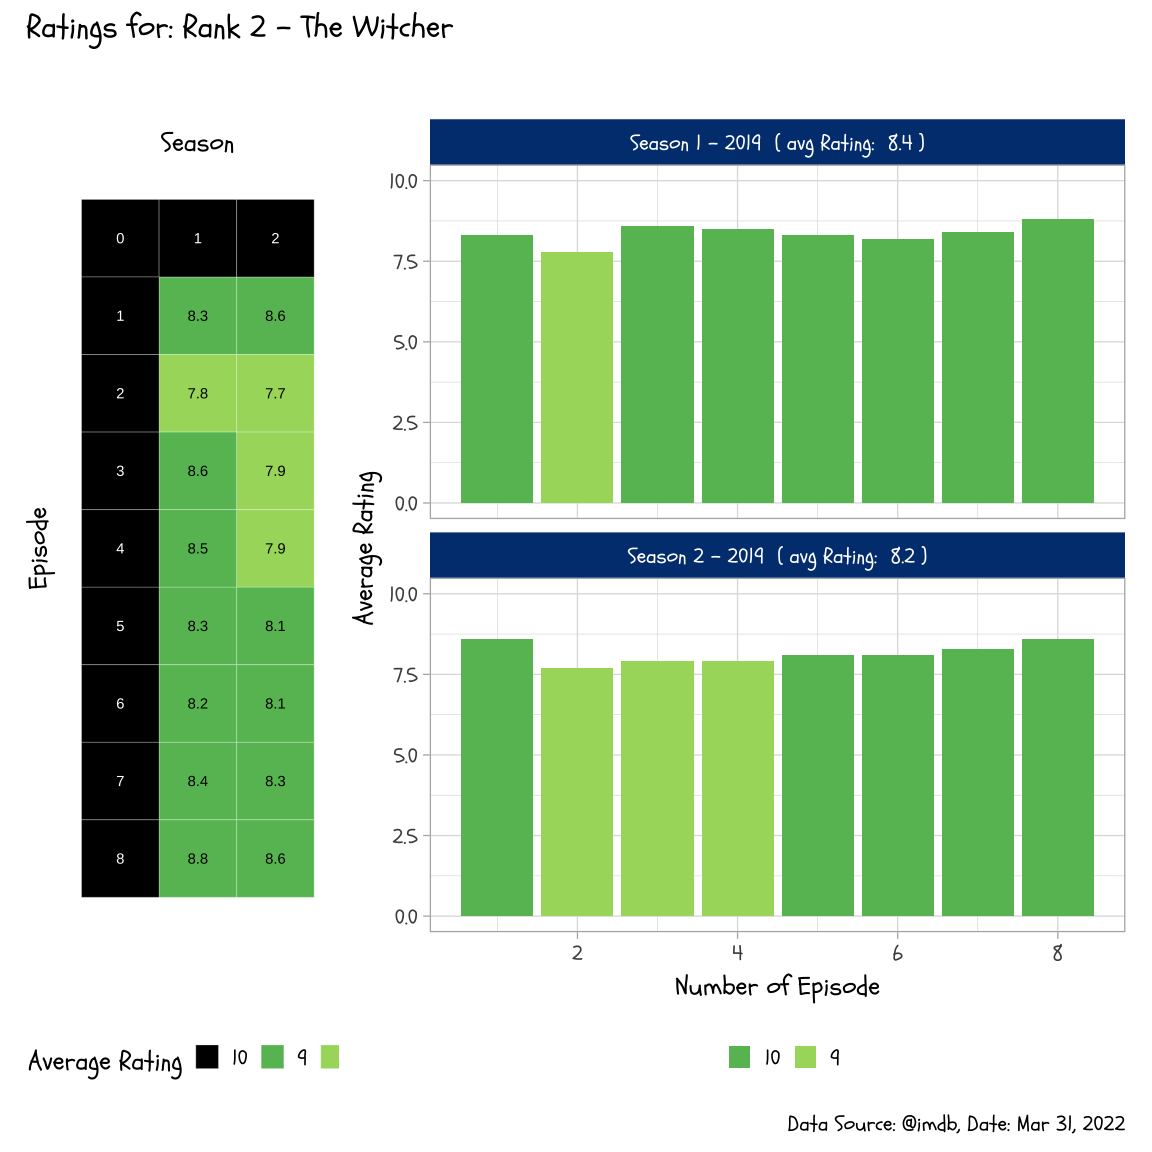 Ratings for: Rank 2 - The Witcher
Season
0 1 2
1 8.3 8.6
2 7.8 7.7
3 8.6 7.9
4 8.5 7.9
5 8.3 8.1
6 8.2 8.1
7 8.4 8.3
8 8.8 8.6
Episode
Season 1 - 2019 ( avg Rating: 8.4 )
10.0
7.5
5.0
2.5
0.0
Average Rating
Season 2 - 2019 ( avg Rating: 8.2 )
10.0
7.5
5.0
2.5
0.0
2 4 6 8
Number of Episode
Average Rating 10 9
10 9
Data Source: @imdb, Date: Mar 31, 2022